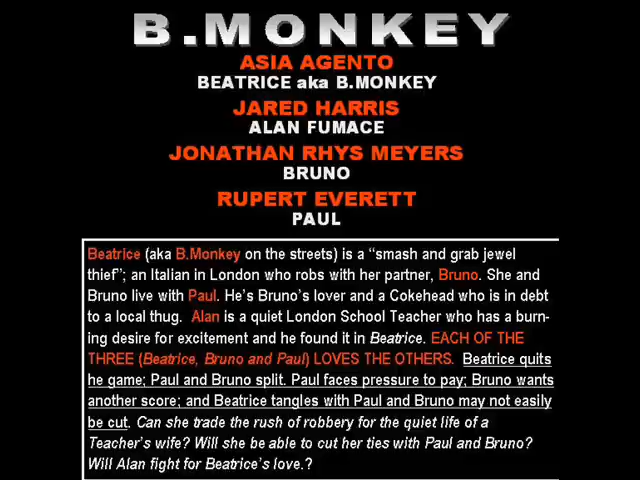 B.MONKEY
ASIA AGENTO
BEATRICE aka B.MONKEY
JARED HARRIS
ALAN FUMACE
JONATHAN RHYS MEYERS
BRUNO
RUPERT EVERETT
PAUL
Beatrice (aka B.Monkey on the streets) is a “smash and grab jewel
thief”; an Italian in London who robs with her partner, Bruno. She and
Bruno live with Paul. He’s Bruno’s lover and a Cokehead who is in debt
to a local thug. Alan is a quiet London School Teacher who has a burn-
ing desire for excitement and he found it in Beatrice. EACH OF THE
THREE (Beatrice, Bruno and Paul) LOVES THE OTHERS. Beatrice quits
he game; Paul and Bruno split. Paul faces pressure to pay; Bruno wants
another score; and Beatrice tangles with Paul and Bruno may not easily
be cut. Can she trade the rush of robbery for the quiet life of a
Teacher’s wife? Will she be able to cut her ties with Paul and Bruno?
Will Alan fight for Beatrice’s love.?